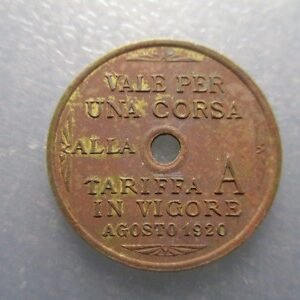 VALE PER
UNA CORSA
ALLA
TARIFFA A
IN VIGORE
AGOSTO 1920